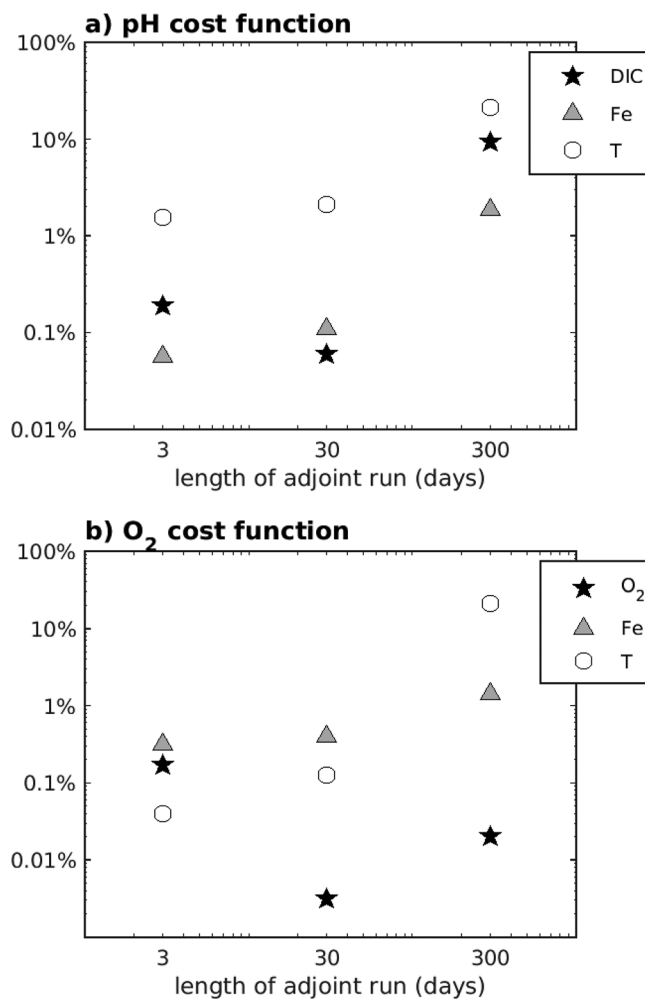 a) pH cost function
100%
10%
1%
0.1%
0.01%
DIC
Fe
T
3 30 300
length of adjoint run (days)
b) O2 cost function
100%
10%
1%
0.1%
0.01%
O2
Fe
T
3 30 300
length of adjoint run (days)